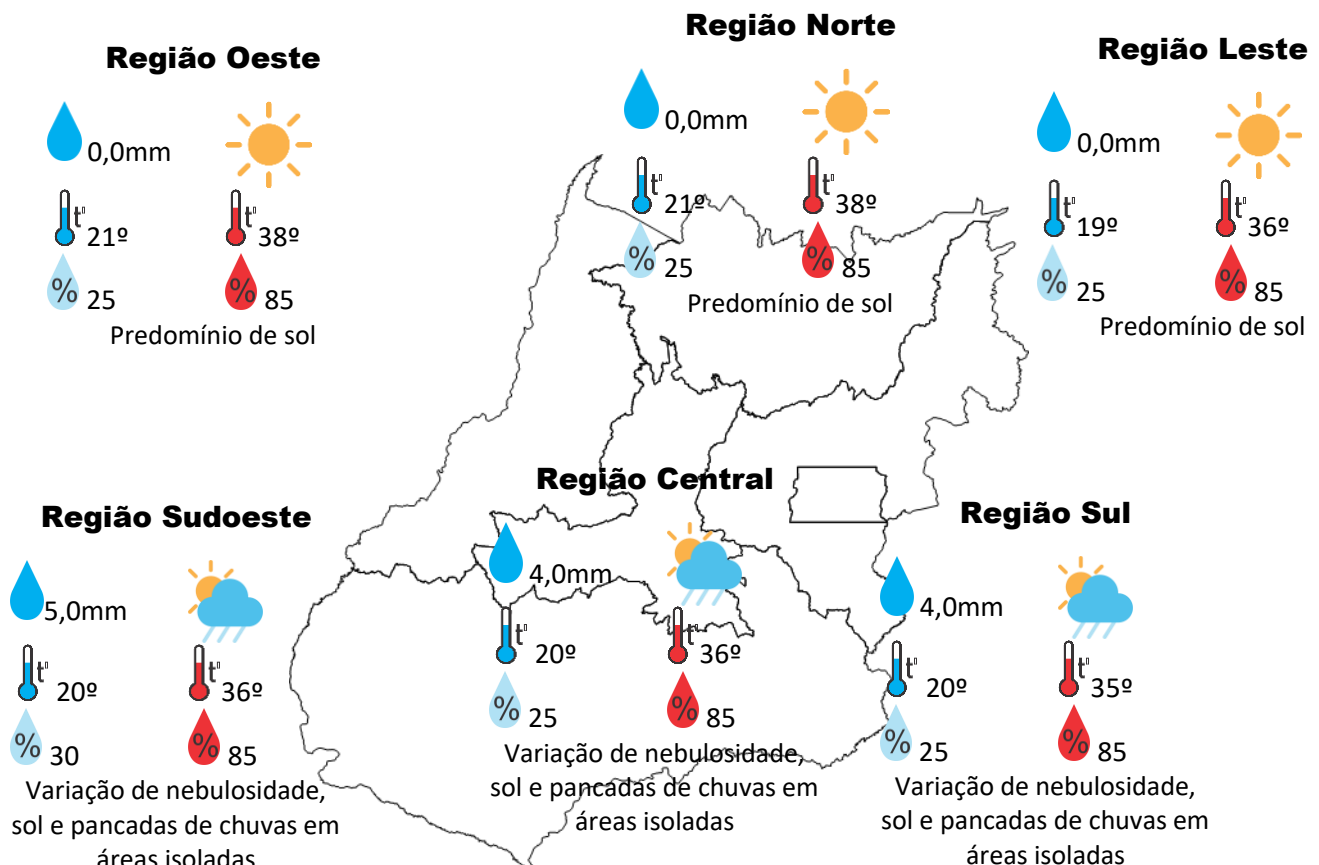 Região Norte
0,0mm
t°
21º
t°
38º
%
25
%
85
Predomínio de sol
Região Oeste
0,0mm
t°
21º
t°
38º
%
25
%
85
Predomínio de sol
Região Leste
0,0mm
t°
19º
t°
36º
%
25
%
85
Predomínio de sol
Região Sudoeste
5,0mm
t°
20º
t°
36º
%
30
%
85
Variação de nebulosidade,
sol e pancadas de chuvas em
áreas isoladas
Região Central
4,0mm
t°
20º
t°
36º
%
25
%
85
Variação de nebulosidade,
sol e pancadas de chuvas em
áreas isoladas
Região Sul
4,0mm
t°
20º
t°
35º
%
25
%
85
Variação de nebulosidade,
sol e pancadas de chuvas em
áreas isoladas